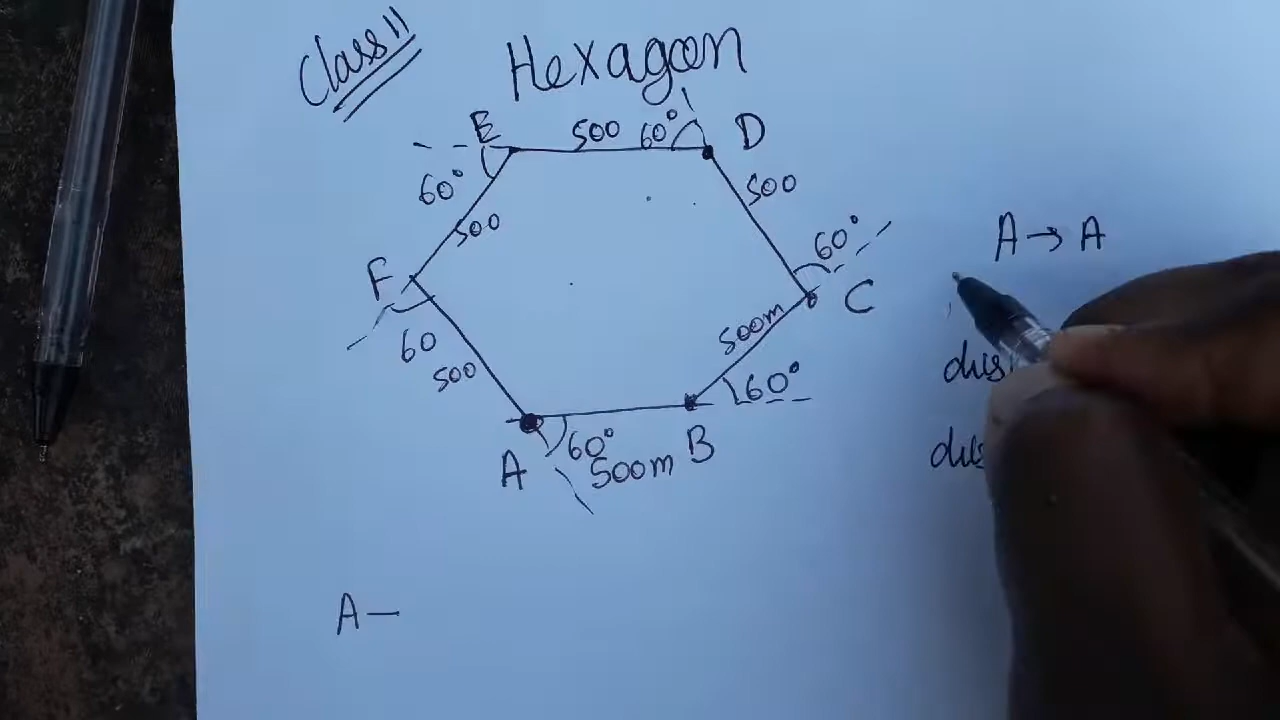 Class 11
Hexagon
E 500 60° D
60° 500
500 60°
A → A
F C
60 500m
500 60°
A 60° 500m B
A —